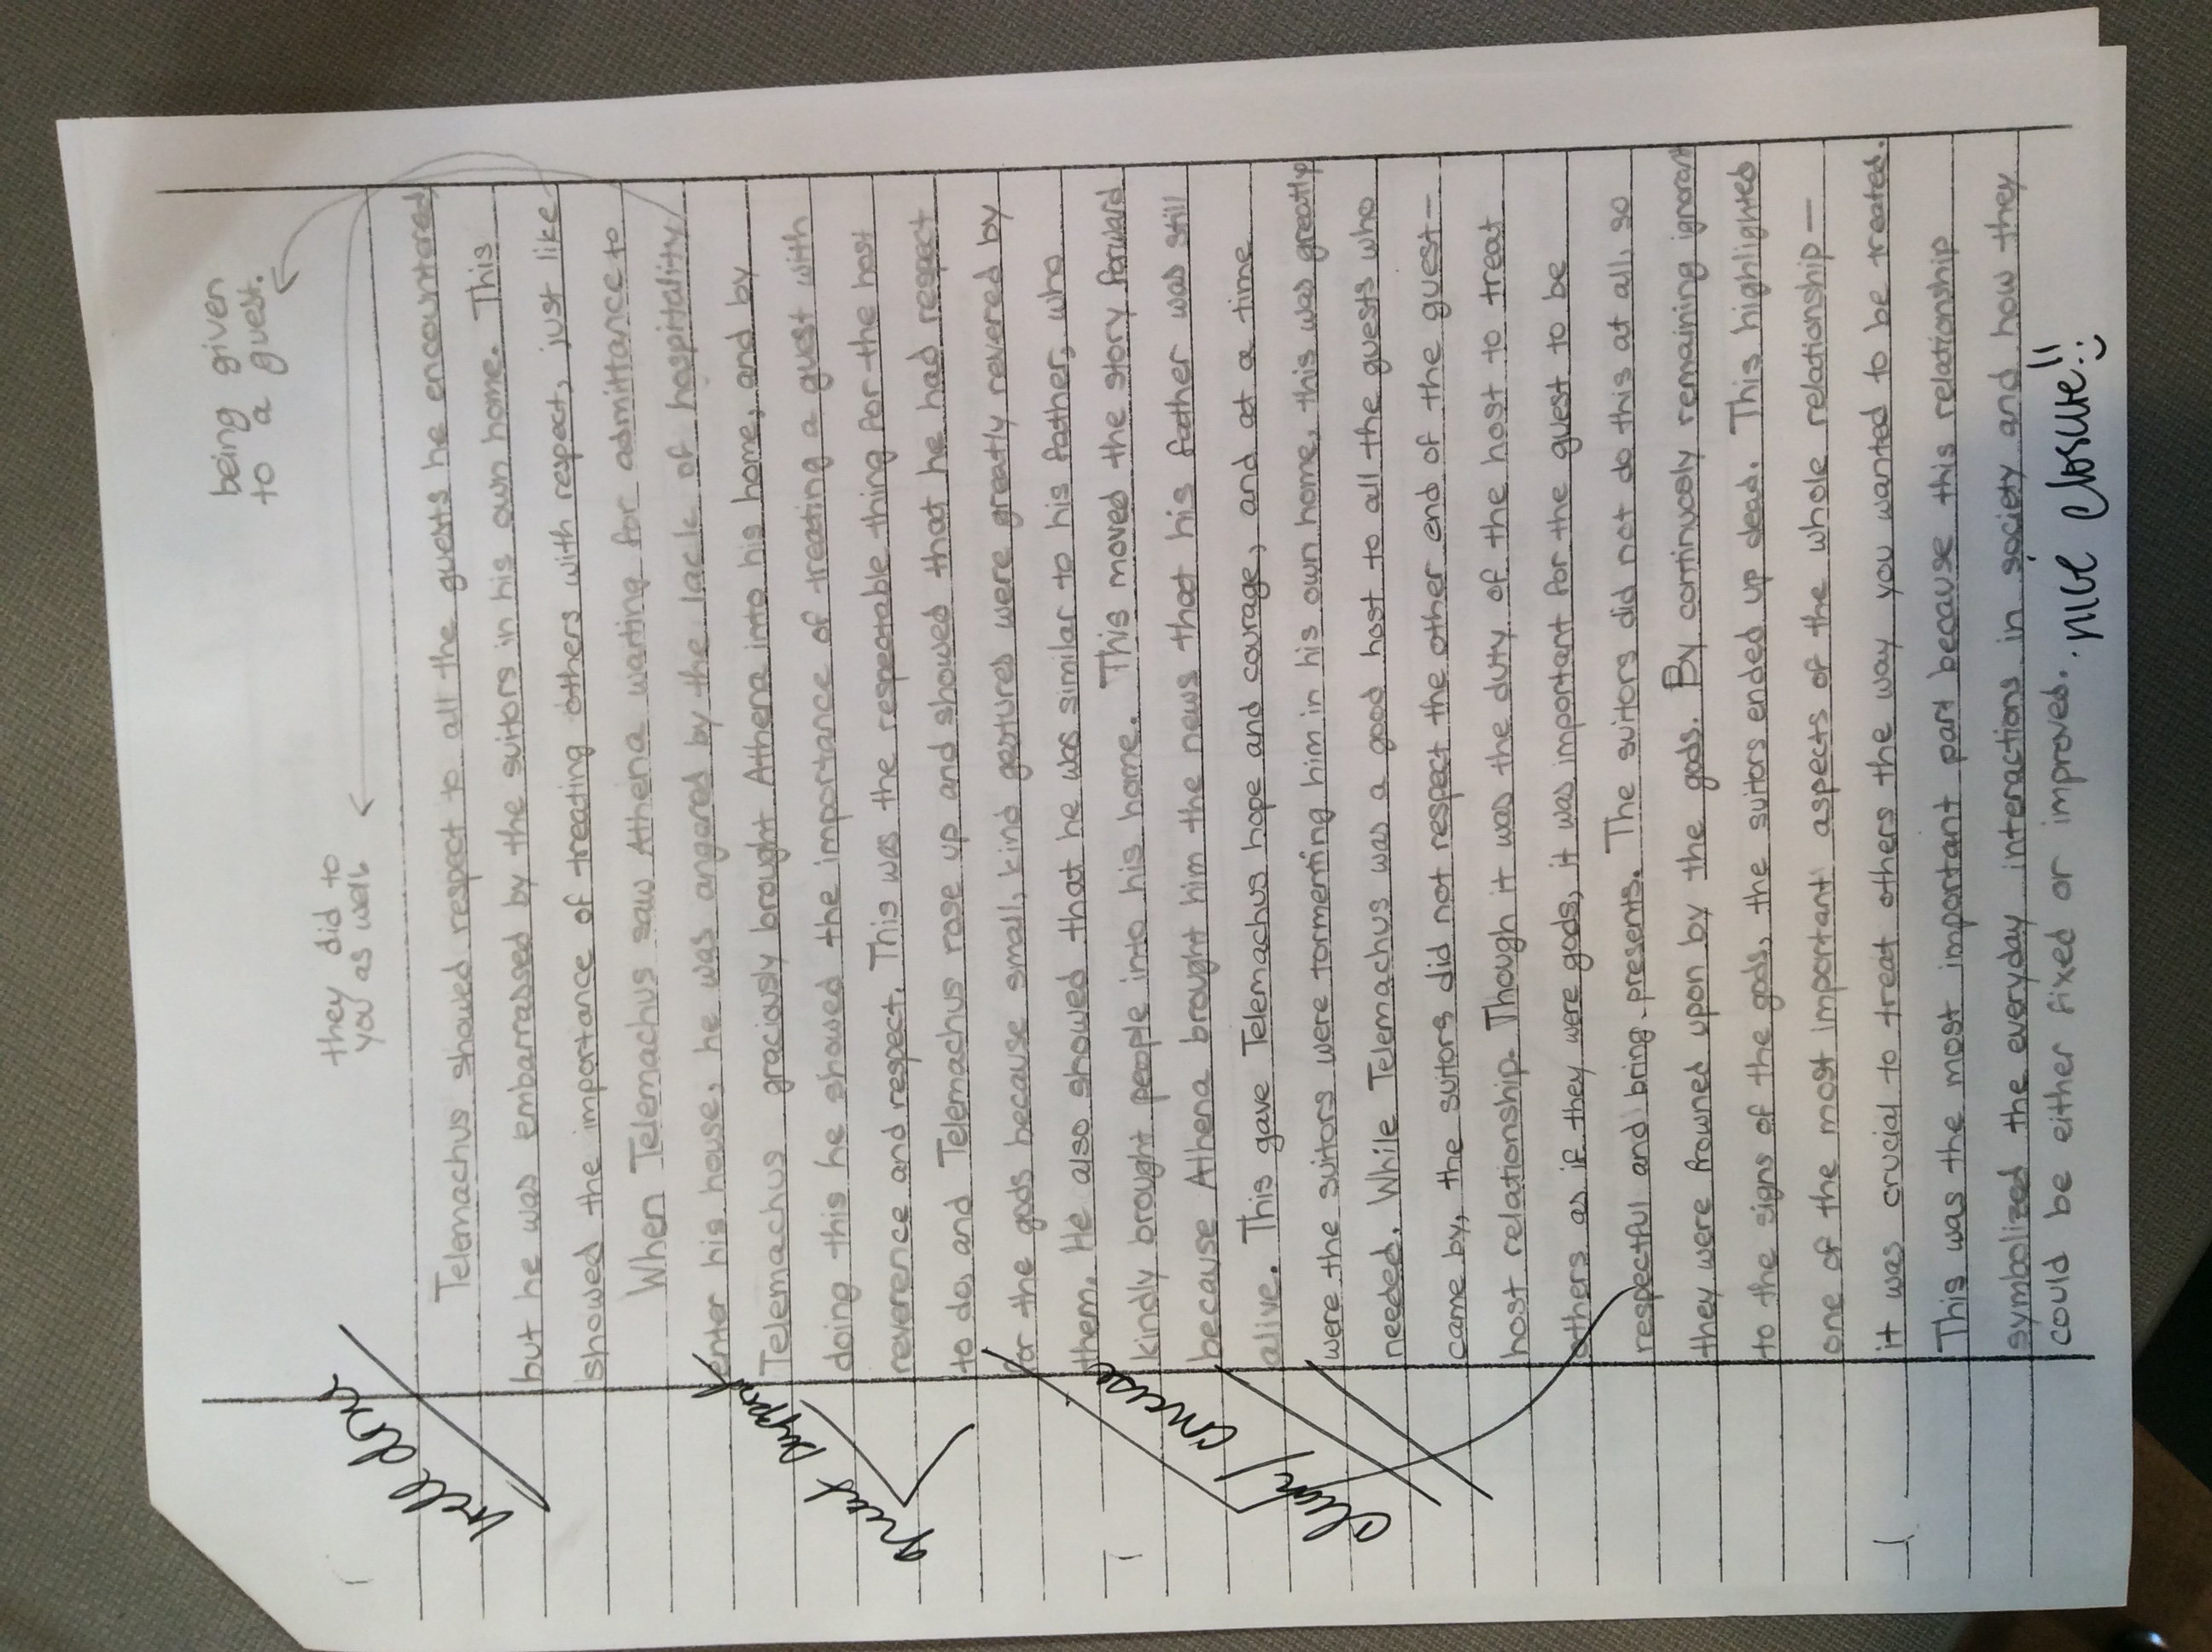 being given
to a guest.
they did to
you as well.
well done
Telemachus showed respect to all the guests he encountered,
but he was embarrassed by the suitors in his own home. This
showed the importance of treating others with respect, just like
When Telemachus saw Athena waiting for admittance to
enter his house, he was angered by the lack of hospitality
great support
Telemachus graciously brought Athena into his home, and by
doing this he showed the importance of treating a guest with
reverence and respect. This was the respectable thing for the host
to do, and Telemachus rose up and showed that he had respect
for the gods because small, kind gestures were greatly revered by
them. He also showed that he was similar to his father, who
kindly brought people into his home. This moved the story forward
because Athena brought him the news that his father was still
clear/concise
alive. This gave Telemachus hope and courage, and at a time
were the suitors were tormenting him in his own home, this was greatly
needed. While Telemachus was a good host to all the guests who
came by, the suitors did not respect the other end of the guest-
host relationship. Though it was the duty of the host to treat
others as if they were gods, it was important for the guest to be
respectful and bring presents. The suitors did not do this at all, so
they were frowned upon by the gods. By continuosly remaining ignorant
to the signs of the gods, the suitors ended up dead. This highlighted
one of the most important aspects of the whole relationship—
it was crucial to treat others the way you wanted to be treated.
This was the most important part because this relationship
symbolized the everyday interactions in society and how they
could be either fixed or improved.
nice closure!!